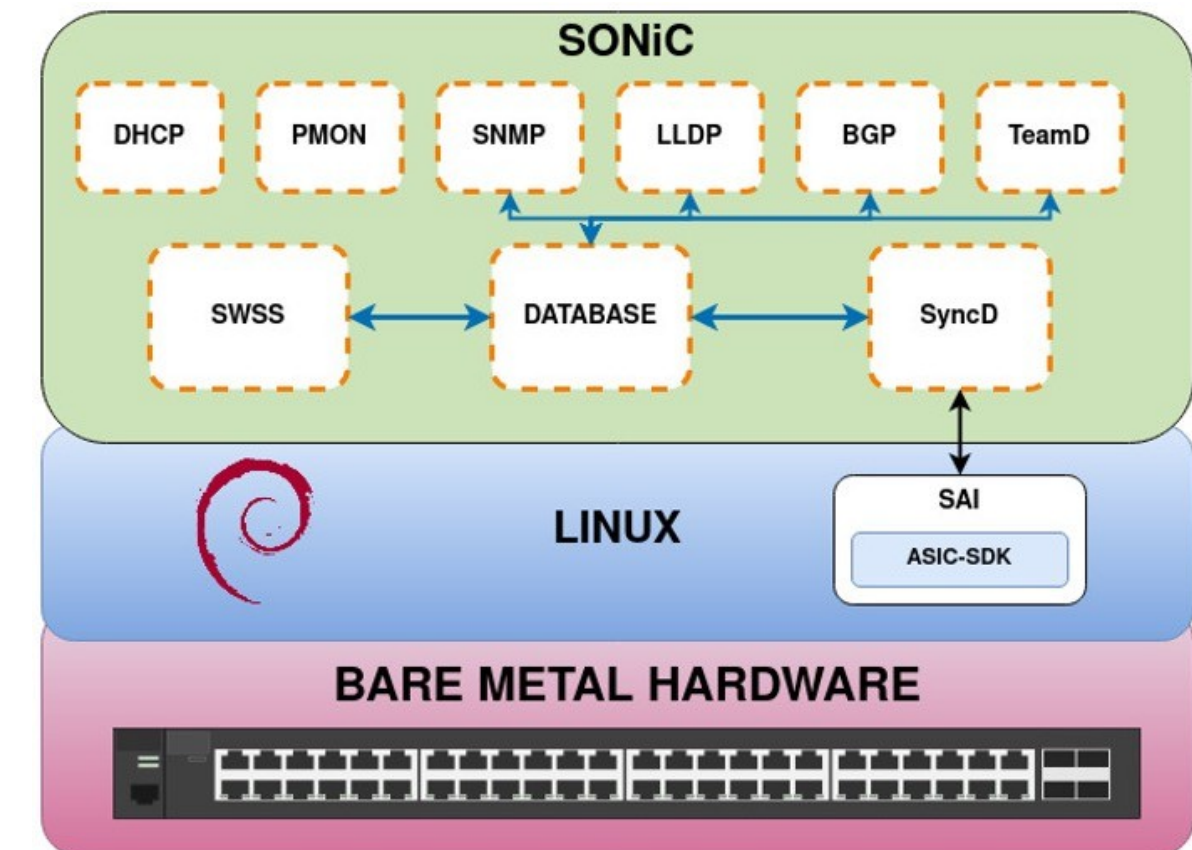 SONiC
DHCP
PMON
SNMP
LLDP
BGP
TeamD
SWSS
DATABASE
SyncD
LINUX
SAI
ASIC-SDK
BARE METAL HARDWARE